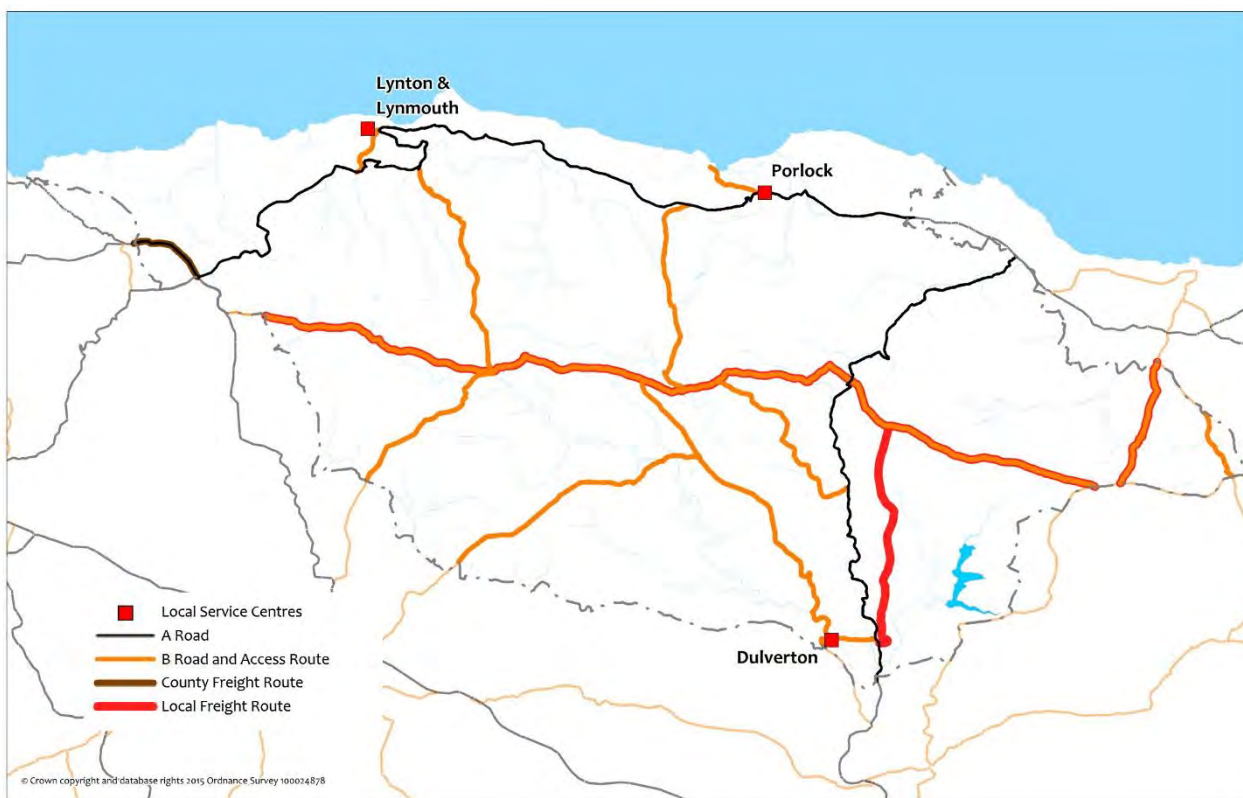 Lynton &
Lynmouth
Porlock
Dulverton
Local Service Centres
A Road
B Road and Access Route
County Freight Route
Local Freight Route
© Crown copyright and database rights 2015 Ordnance Survey 100024878